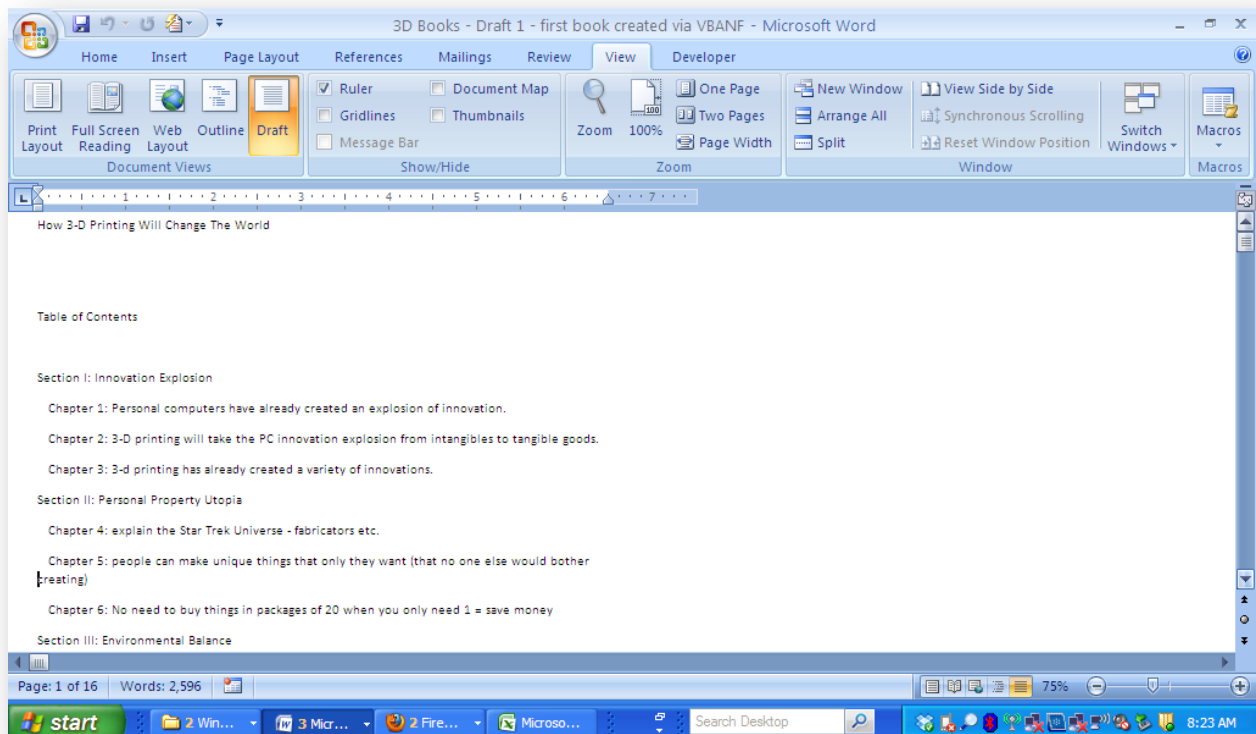 3D Books - Draft 1 - first book created via VBANF - Microsoft Word
Home Insert Page Layout References Mailings Review View Developer
Print Layout
Full Screen Reading
Web Layout
Outline
Draft
Document Views
Ruler
Gridlines
Message Bar
Document Map
Thumbnails
Show/Hide
Zoom
100%
One Page
Two Pages
Page Width
Zoom
New Window
Arrange All
Split
View Side by Side
Synchronous Scrolling
Reset Window Position
Switch Windows
Window
Macros
Macros
1 2 3 4 5 6 7
How 3-D Printing Will Change The World
Table of Contents
Section I: Innovation Explosion
Chapter 1: Personal computers have already created an explosion of innovation.
Chapter 2: 3-D printing will take the PC innovation explosion from intangibles to tangible goods.
Chapter 3: 3-d printing has already created a variety of innovations.
Section II: Personal Property Utopia
Chapter 4: explain the Star Trek Universe - fabricators etc.
Chapter 5: people can make unique things that only they want (that no one else would bother
creating)
Chapter 6: No need to buy things in packages of 20 when you only need 1 = save money
Section III: Environmental Balance
Page: 1 of 16 Words: 2,596 75%
start 2 Win... 3 Micr... 2 Fire... Microso... Search Desktop 8:23 AM